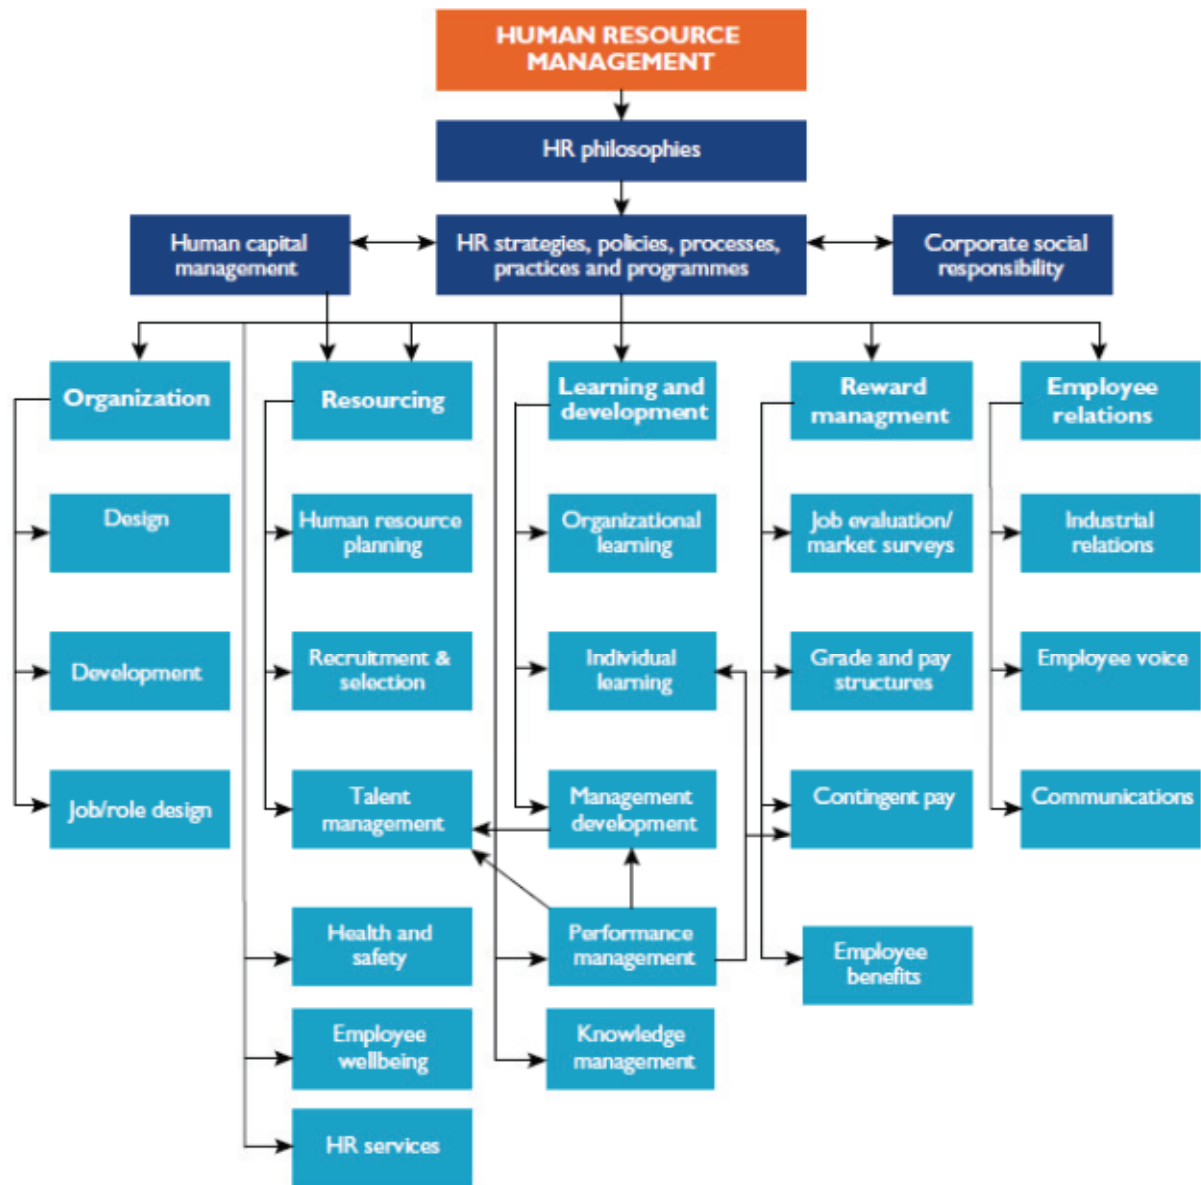 HUMAN RESOURCE
MANAGEMENT
HR philosophies
Human capital
management
HR strategies, policies, processes,
practices and programmes
Corporate social
responsibility
Organization
Resourcing
Learning and
development
Reward
managment
Employee
relations
Design
Human resource
planning
Organizational
learning
Job evaluation/
market surveys
Industrial
relations
Development
Recruitment &
selection
Individual
learning
Grade and pay
structures
Employee voice
Job/role design
Talent
management
Management
development
Contingent pay
Communications
Health and
safety
Performance
management
Employee
benefits
Employee
wellbeing
Knowledge
management
HR services